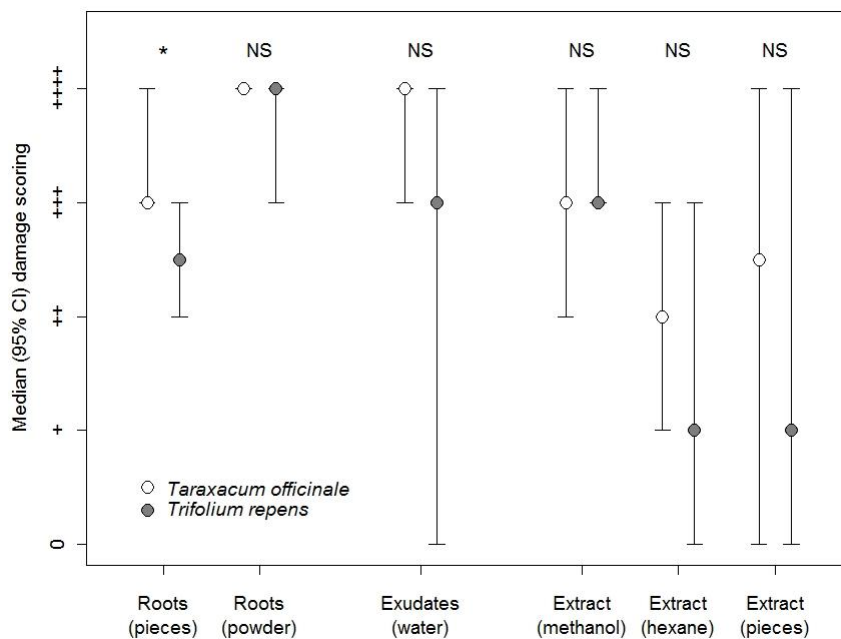 * NS NS NS NS NS
Median (95% CI) damage scoring
++++
+++
++
+
0
Taraxacum officinale
Trifolium repens
Roots Roots Exudates Extract Extract Extract
(pieces) (powder) (water) (methanol) (hexane) (pieces)